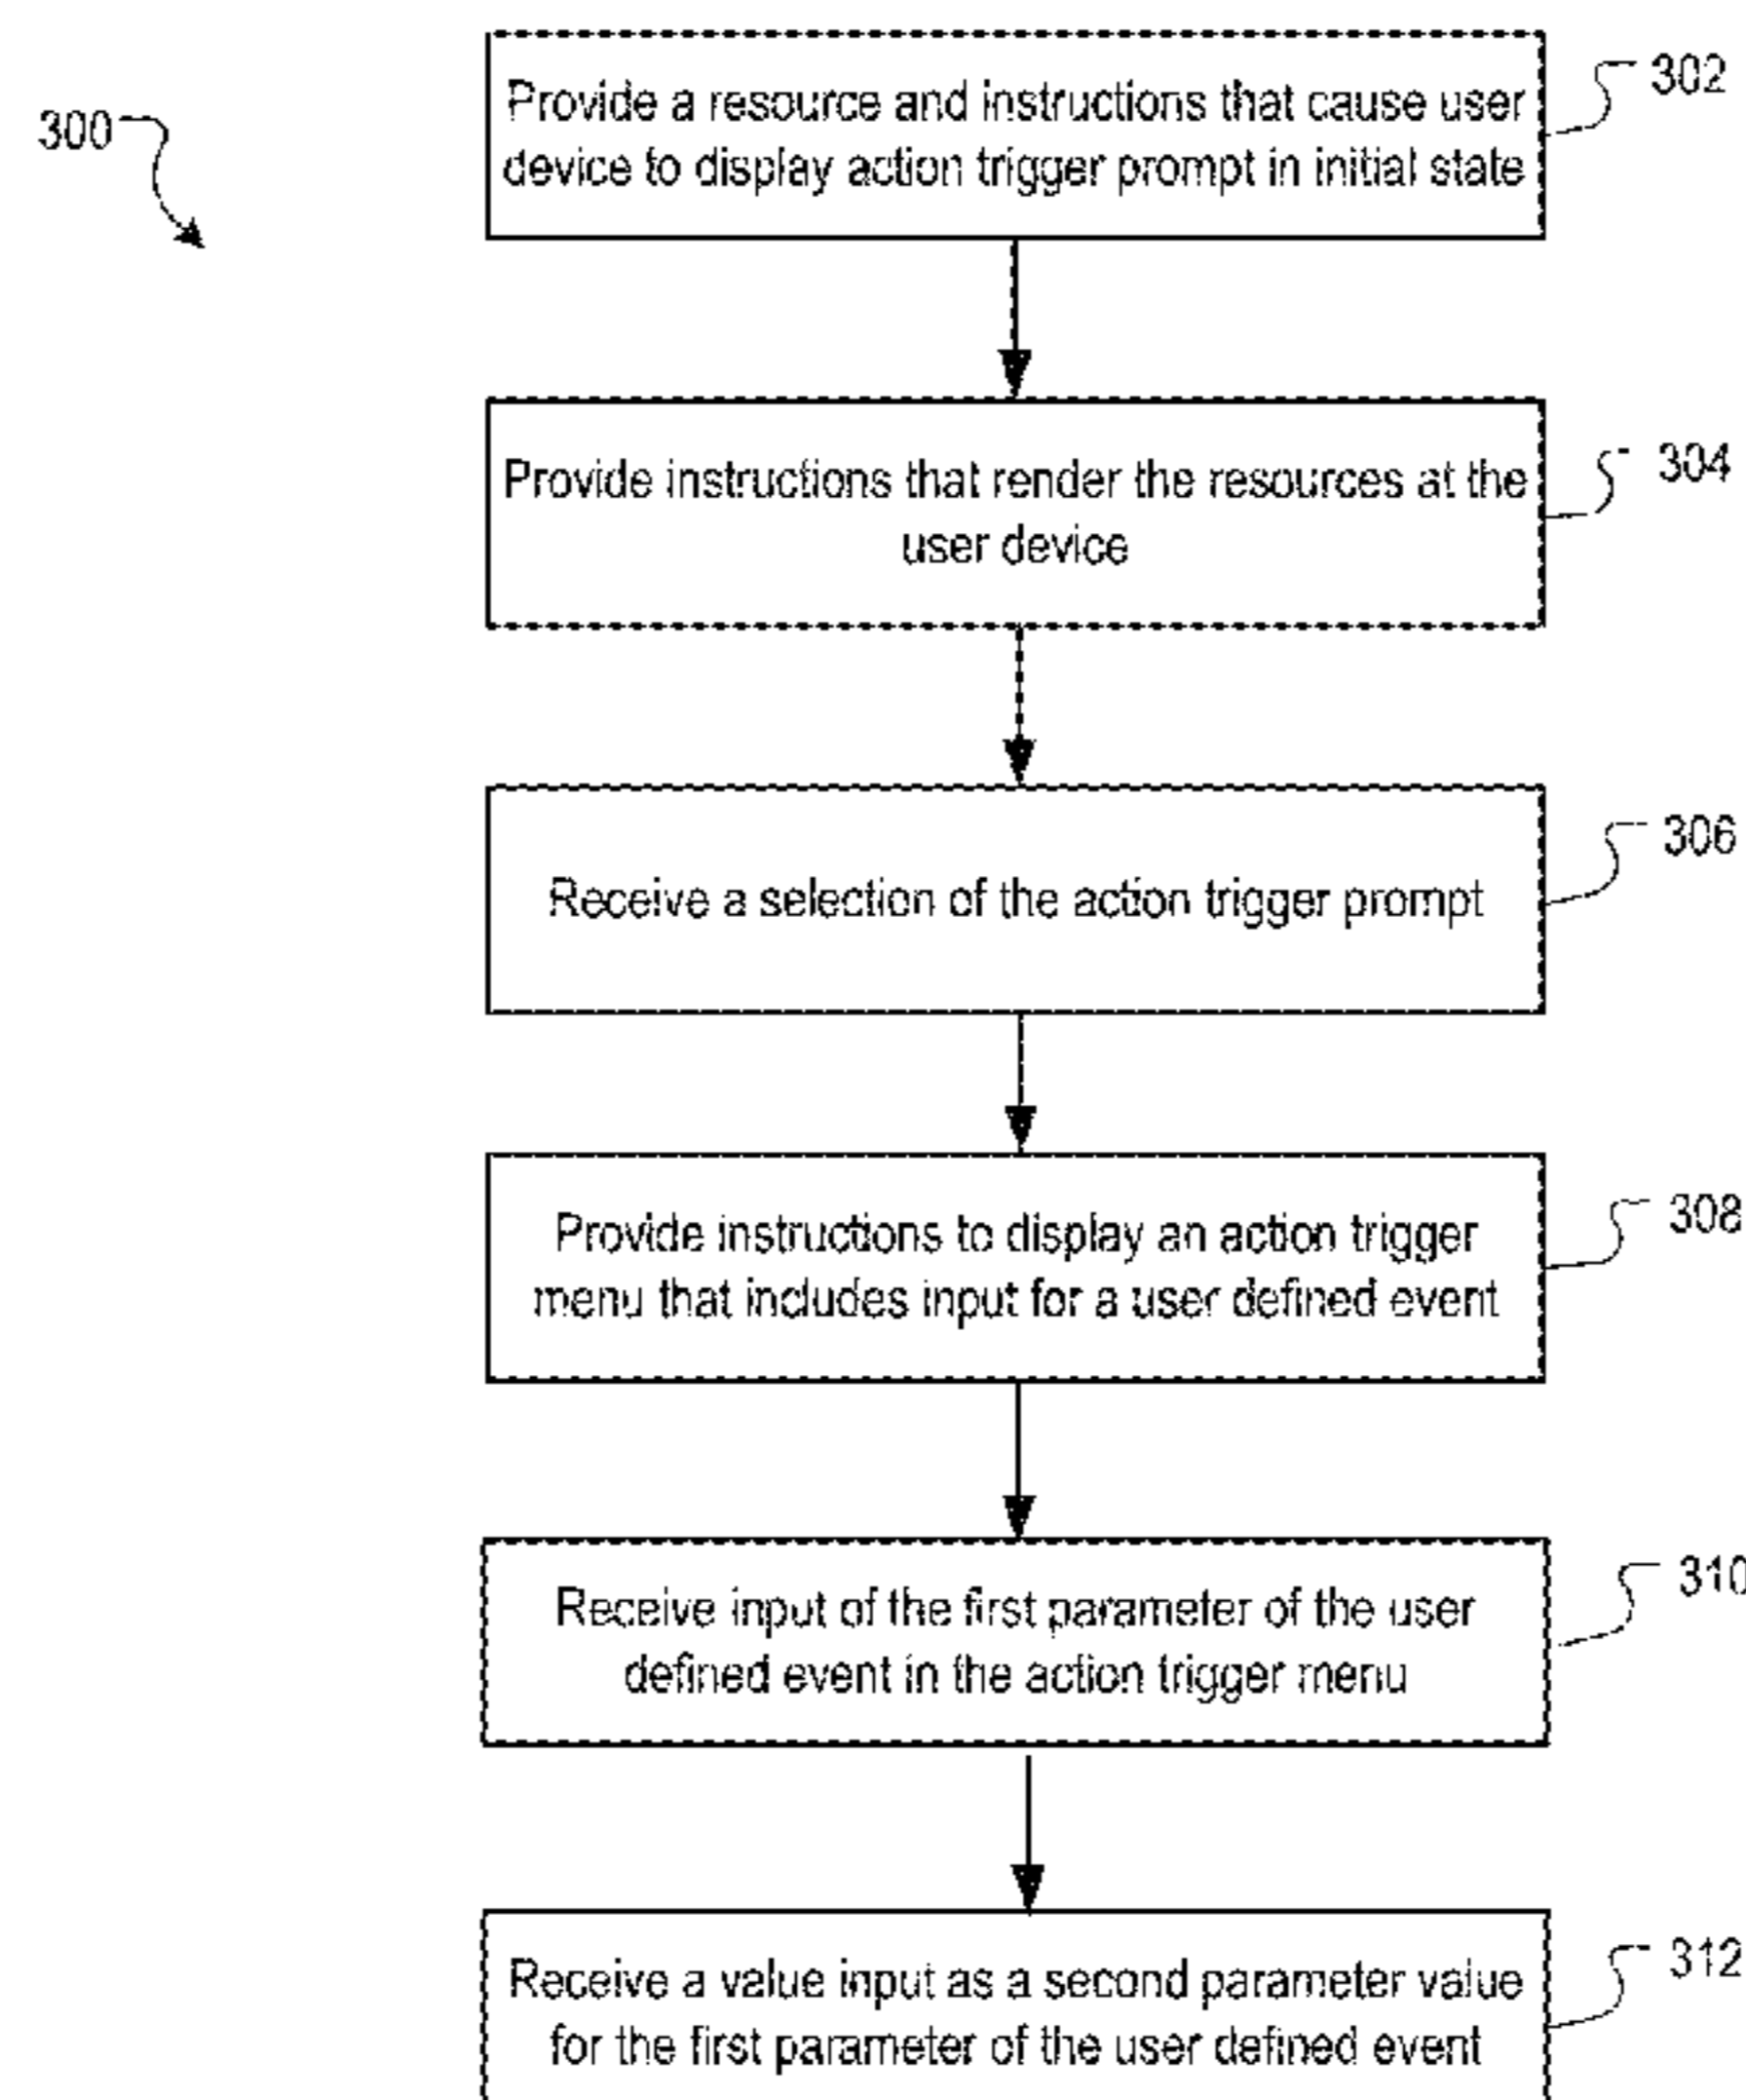 300
Provide a resource and instructions that cause user
device to display action trigger prompt in initial state
302
Provide instructions that render the resources at the
user device
304
Receive a selection of the action trigger prompt
306
Provide instructions to display an action trigger
menu that includes input for a user defined event
308
Receive input of the first parameter of the user
defined event in the action trigger menu
310
Receive a value input as a second parameter value
for the first parameter of the user defined event
312